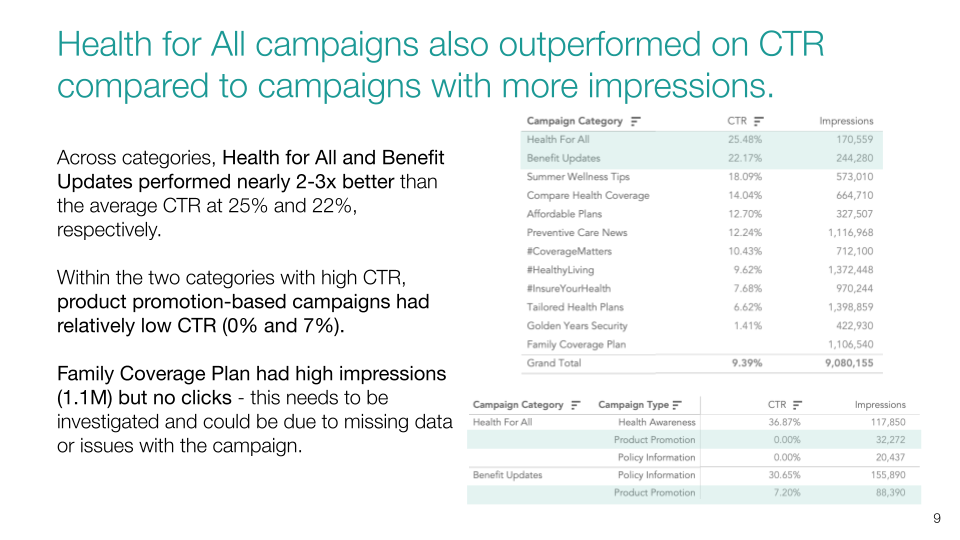 Health for All campaigns also outperformed on CTR
compared to campaigns with more impressions.
Across categories, Health for All and Benefit
Updates performed nearly 2-3x better than
the average CTR at 25% and 22%,
respectively.
Within the two categories with high CTR,
product promotion-based campaigns had
relatively low CTR (0% and 7%).
Family Coverage Plan had high impressions
(1.1M) but no clicks - this needs to be
investigated and could be due to missing data
or issues with the campaign.
Campaign Category CTR Impressions
Health For All 25.48% 170,559
Benefit Updates 22.17% 244,280
Summer Wellness Tips 18.09% 573,010
Compare Health Coverage 14.04% 664,710
Affordable Plans 12.70% 327,507
Preventive Care News 12.24% 1,116,968
#CoverageMatters 10.43% 712,100
#HealthyLiving 9.62% 1,372,448
#InsureYourHealth 7.68% 970,244
Tailored Health Plans 6.62% 1,398,859
Golden Years Security 1.41% 422,930
Family Coverage Plan 1,106,540
Grand Total 9.39% 9,080,155
Campaign Category Campaign Type CTR Impressions
Health For All Health Awareness 36.87% 117,850
Product Promotion 0.00% 32,272
Policy Information 0.00% 20,437
Benefit Updates Policy Information 30.65% 155,890
Product Promotion 7.20% 88,390
9